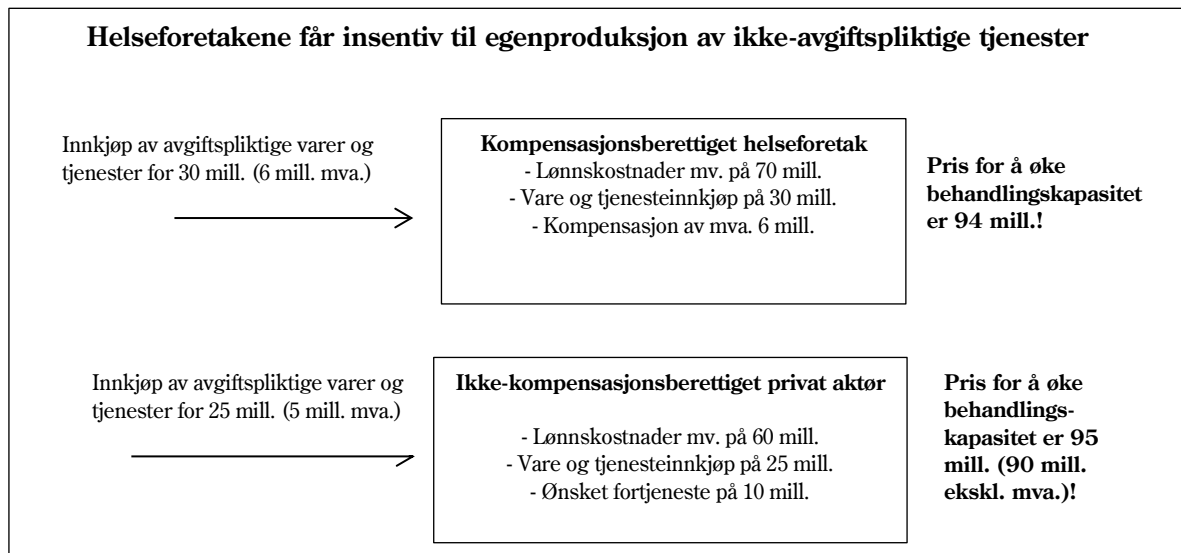 Helseforetakene får insentiv til egenproduksjon av ikke-avgiftspliktige tjenester
Innkjøp av avgiftspliktige varer og
tjenester for 30 mill. (6 mill. mva.)
Kompensasjonsberettiget helseforetak
- Lønnskostnader mv. på 70 mill.
- Vare og tjenesteinnkjøp på 30 mill.
- Kompensasjon av mva. 6 mill.
Pris for å øke
behandlingskapasitet
er 94 mill.!
Innkjøp av avgiftspliktige varer og
tjenester for 25 mill. (5 mill. mva.)
Ikke-kompensasjonsberettiget privat aktør
- Lønnskostnader mv. på 60 mill.
- Vare og tjenesteinnkjøp på 25 mill.
- Ønsket fortjeneste på 10 mill.
Pris for å øke
behandlings-
kapasitet er 95
mill. (90 mill.
ekskl. mva.)!